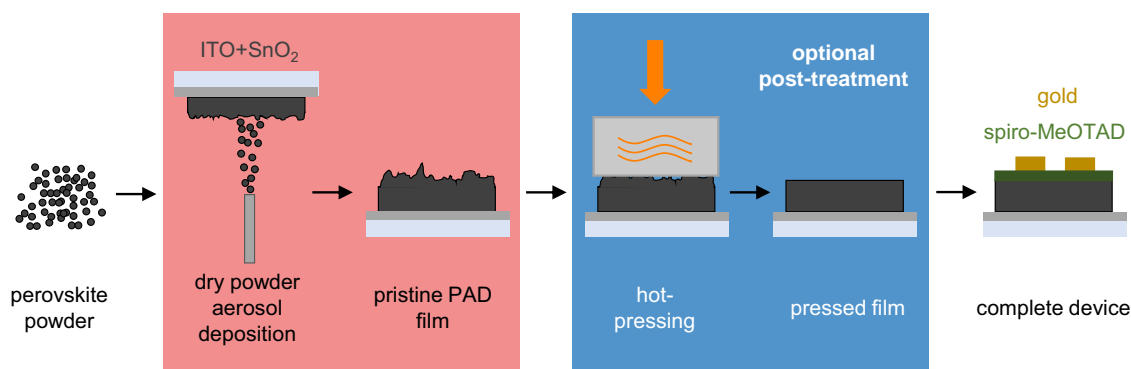 ITO+SnO₂
optional
post-treatment
gold
spiro-MeOTAD
perovskite
powder
dry powder
aerosol
deposition
pristine PAD
film
hot-
pressing
pressed film
complete device